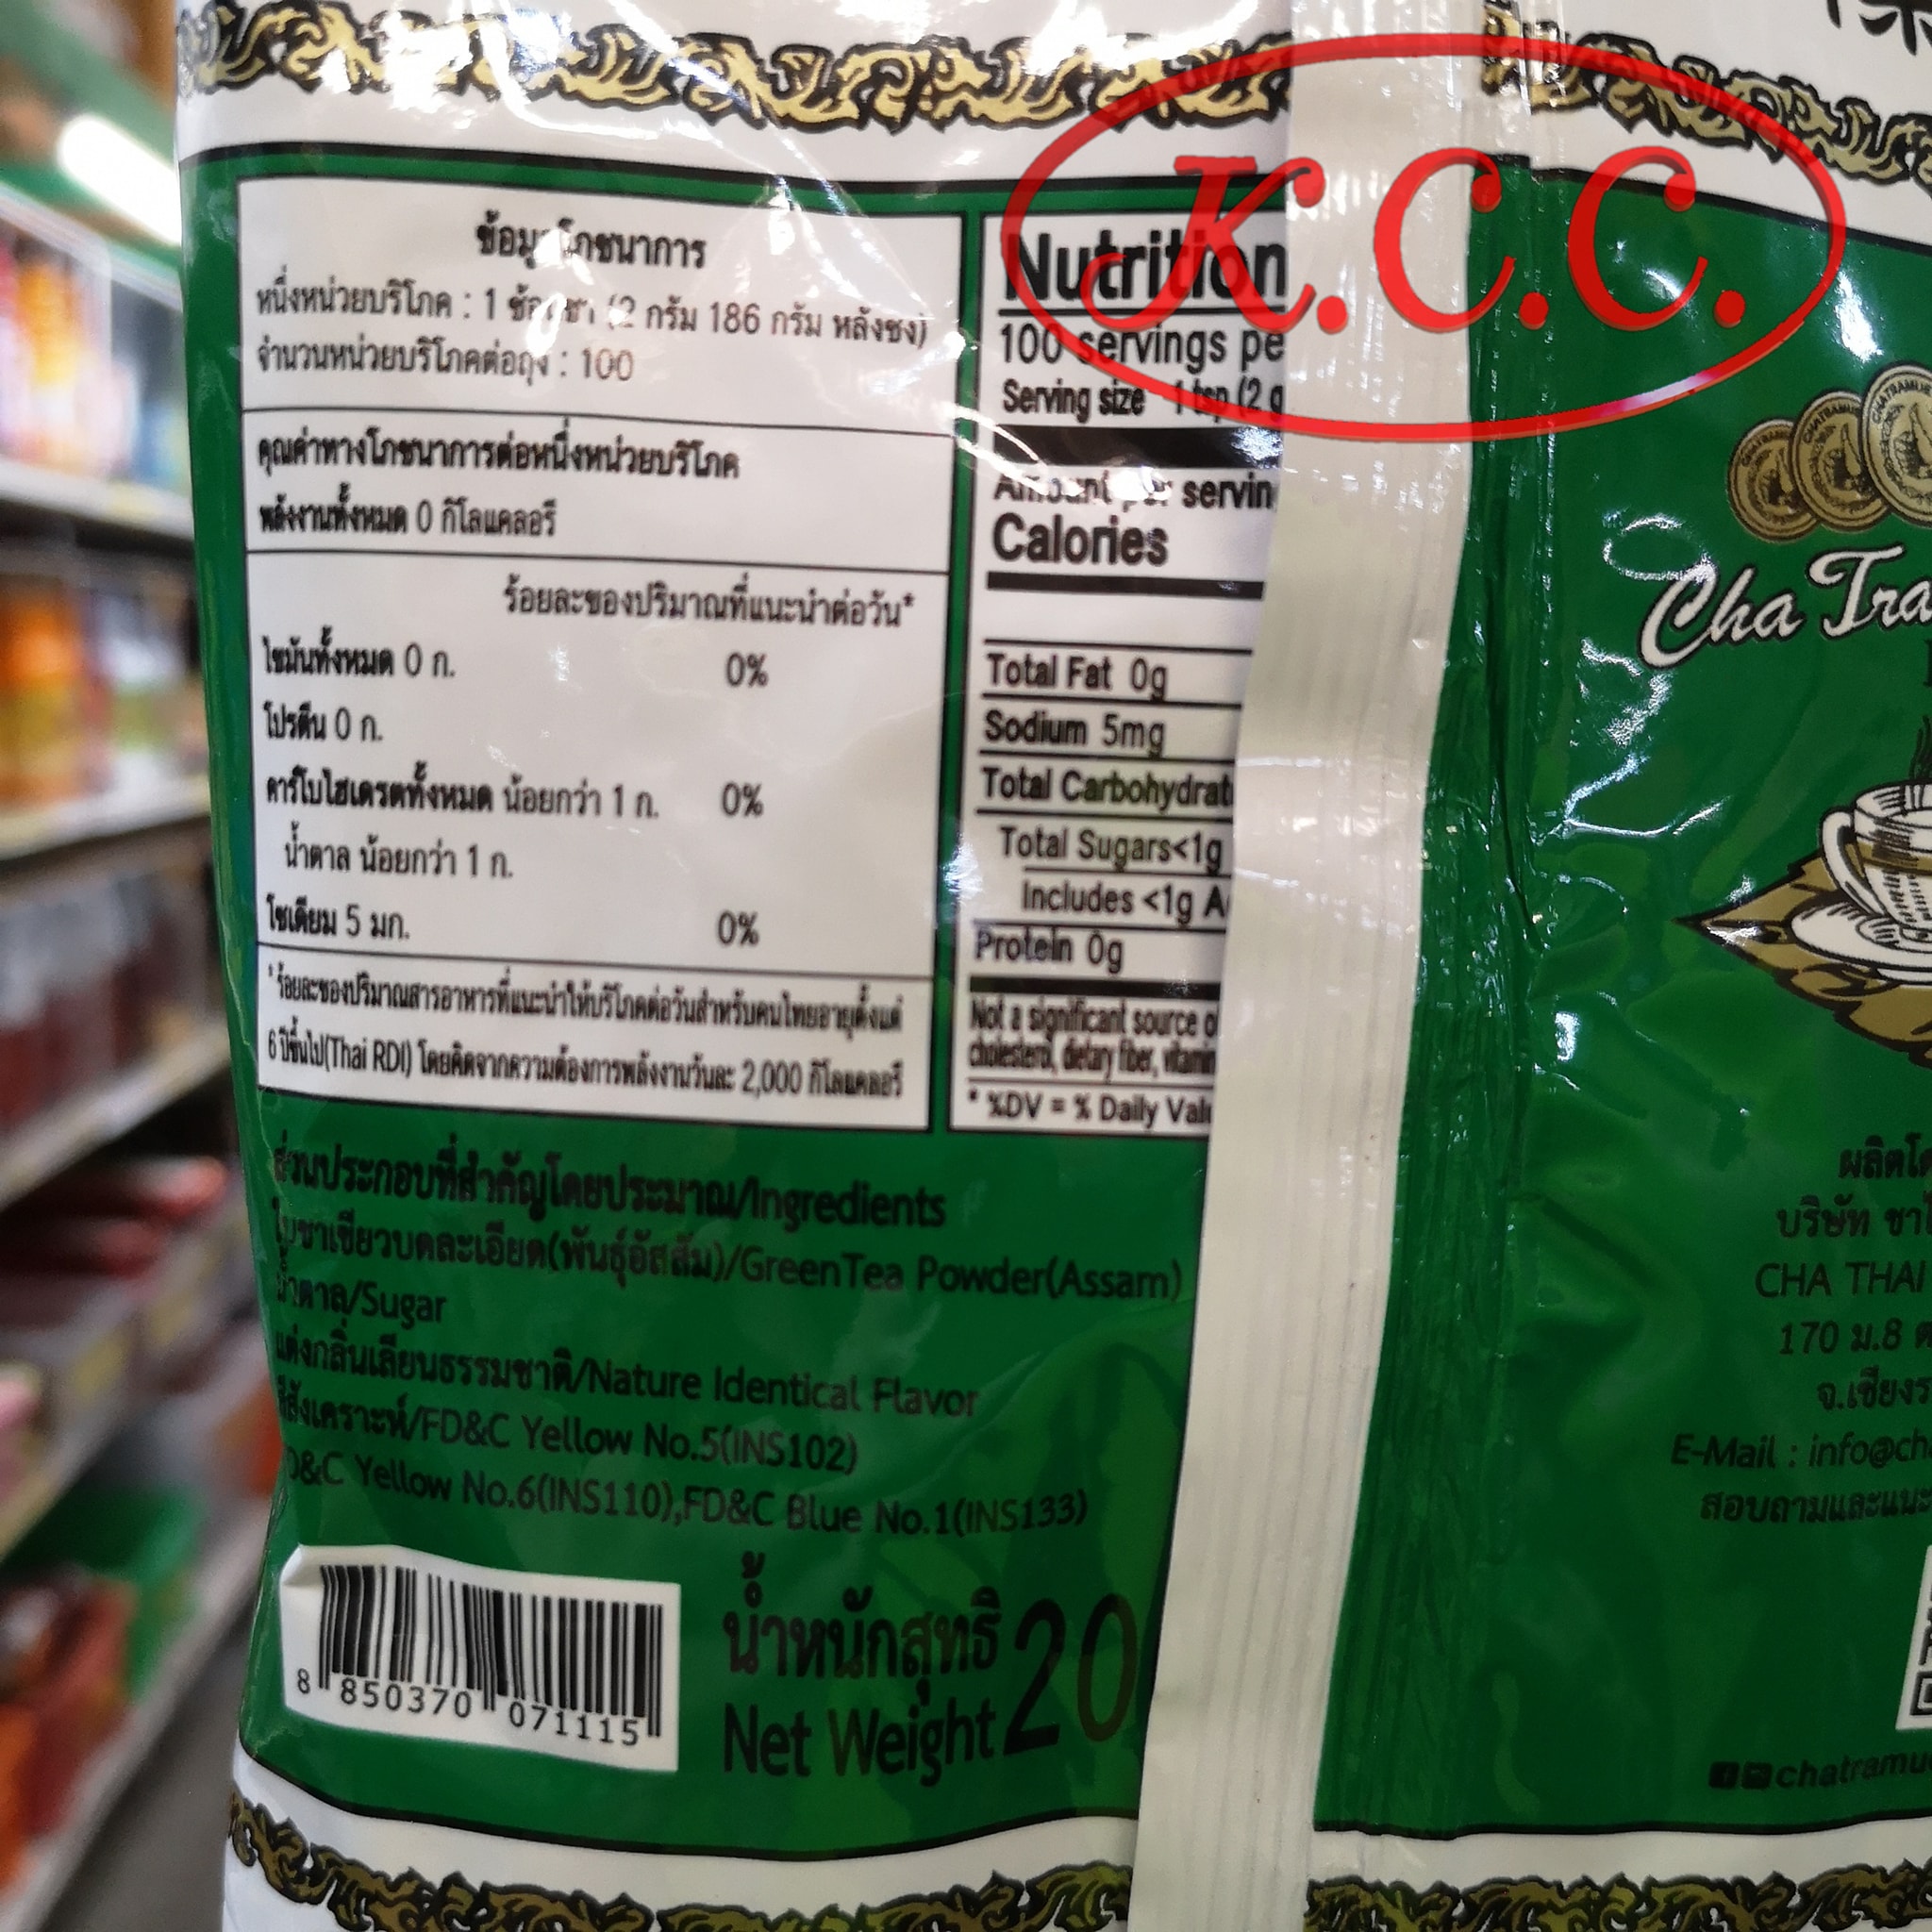 K.C.C.
ข้อมูลโภชนาการ
หนึ่งหน่วยบริโภค : 1 ช้อนชา (2 กรัม 186 กรัม หลังชง)
จำนวนหน่วยบริโภคต่อถุง : 100
คุณค่าทางโภชนาการต่อหนึ่งหน่วยบริโภค
พลังงานทั้งหมด 0 กิโลแคลอรี
ร้อยละของปริมาณที่แนะนำต่อวัน*
ไขมันทั้งหมด 0 ก. 0%
โปรตีน 0 ก.
คาร์โบไฮเดรตทั้งหมด น้อยกว่า 1 ก. 0%
น้ำตาล น้อยกว่า 1 ก.
โซเดียม 5 มก. 0%
*ร้อยละของปริมาณสารอาหารที่แนะนำให้บริโภคต่อวันสำหรับคนไทยอายุตั้งแต่
6 ปีขึ้นไป(Thai RDI) โดยคิดจากความต้องการพลังงานวันละ 2,000 กิโลแคลอรี
Nutrition
100 servings pe
Serving size 1 tsp (2 g
Amount per servin
Calories
Total Fat 0g
Sodium 5mg
Total Carbohydrat
Total Sugars<1g
Includes <1g A
Protein 0g
Not a significant source o
cholesterol, dietary fiber, vitamin
* %DV = % Daily Valu
ส่วนประกอบที่สำคัญโดยประมาณ/Ingredients
ใบชาเขียวบดละเอียด(พันธุ์อัสสัม)/GreenTea Powder(Assam)
น้ำตาล/Sugar
แต่งกลิ่นเลียนธรรมชาติ/Nature Identical Flavor
สีสังเคราะห์/FD&C Yellow No.5(INS102)
D&C Yellow No.6(INS110),FD&C Blue No.1(INS133)
8 850370 071115
น้ำหนักสุทธิ
Net Weight 20
Cha Tra
ผลิตโด
บริษัท ชา
CHA THAI
170 ม.8 ต
จ.เชียงร
E-Mail : info@ch
สอบถามและแนะ
chatramu